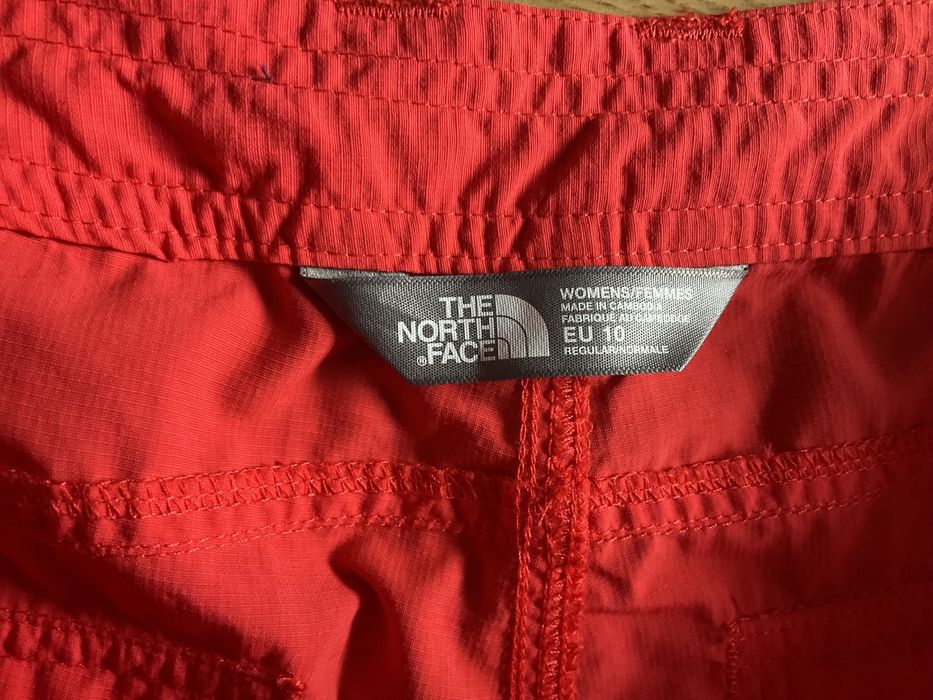 THE
NORTH
FACE
®
WOMENS/FEMMES
MADE IN CAMBODIA
FABRIQUE AU CAMBODGE
EU 10
REGULAR/NORMALE